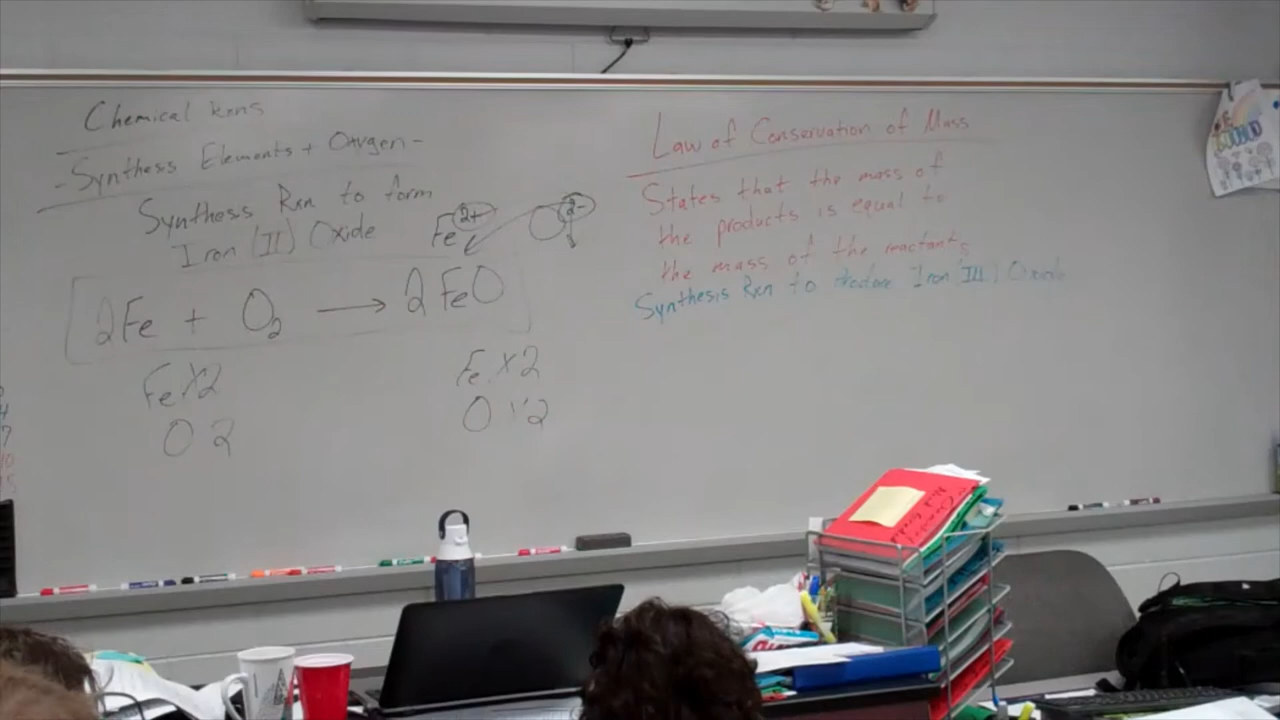 Chemical Rxns
- Synthesis Elements + Oxygen -
Synthesis Rxn to form
Iron (II) Oxide
Fe 2+ O 2-
2Fe + O2 → 2FeO
Fe X2
O 2
Fe X2
O 2
Law of Conservation of Mass
States that the mass of
the products is equal to
the mass of the reactants
Synthesis Rxn to Iron III Oxide